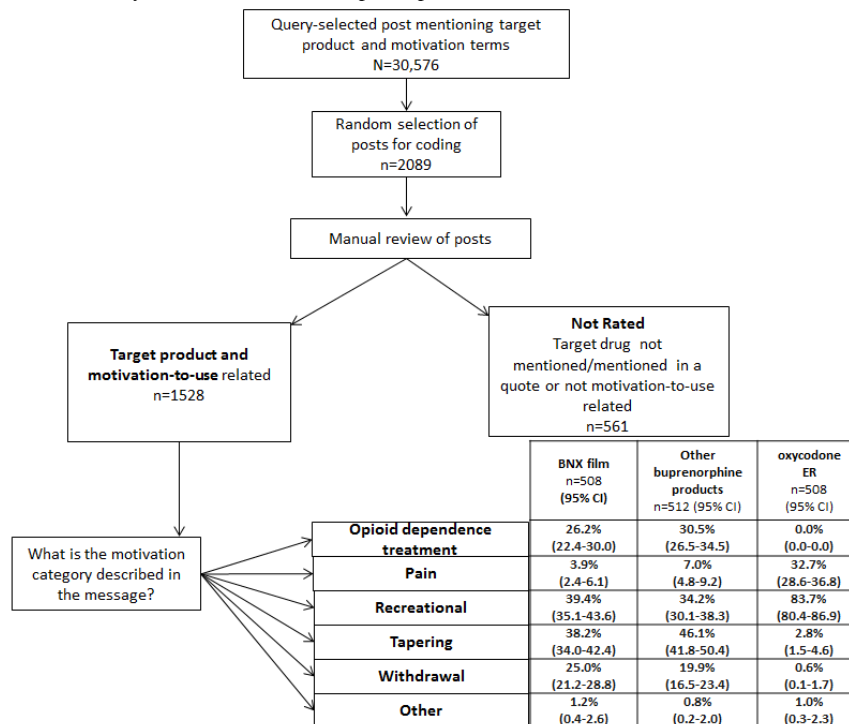 Query-selected post mentioning target
product and motivation terms
N=30,576
Random selection of
posts for coding
n=2089
Manual review of posts
Target product and
motivation-to-use related
n=1528
Not Rated
Target drug not
mentioned/mentioned in a
quote or not motivation-to-use
related
n=561
What is the motivation
category described in
the message?
BNX film
n=508
(95% CI)
Other
buprenorphine
products
n=512 (95% CI)
oxycodone
ER
n=508
(95% CI)
Opioid dependence
treatment
26.2%
(22.4-30.0)
30.5%
(26.5-34.5)
0.0%
(0.0-0.0)
Pain
3.9%
(2.4-6.1)
7.0%
(4.8-9.2)
32.7%
(28.6-36.8)
Recreational
39.4%
(35.1-43.6)
34.2%
(30.1-38.3)
83.7%
(80.4-86.9)
Tapering
38.2%
(34.0-42.4)
46.1%
(41.8-50.4)
2.8%
(1.5-4.6)
Withdrawal
25.0%
(21.2-28.8)
19.9%
(16.5-23.4)
0.6%
(0.1-1.7)
Other
1.2%
(0.4-2.6)
0.8%
(0.2-2.0)
1.0%
(0.3-2.3)